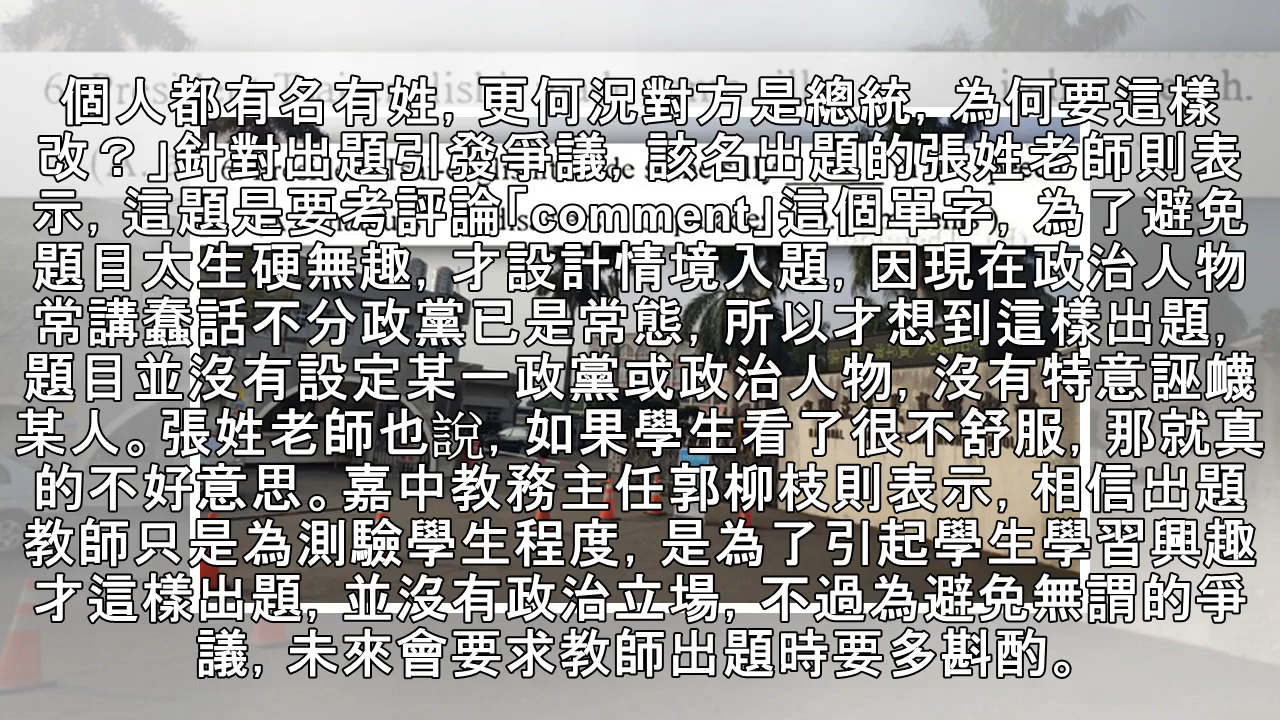 個人都有名有姓, 更何況對方是總統, 為何要這樣
改？」針對出題引發爭議, 該名出題的張姓老師則表
示, 這題是要考評論「comment」這個單字, 為了避免
題目太生硬無趣, 才設計情境入題, 因現在政治人物
常講蠢話不分政黨已是常態, 所以才想到這樣出題,
題目並沒有設定某一政黨或政治人物, 沒有特意誣衊
某人。張姓老師也說, 如果學生看了很不舒服, 那就真
的不好意思。嘉中教務主任郭柳枝則表示, 相信出題
教師只是為測驗學生程度, 是為了引起學生學習興趣
才這樣出題, 並沒有政治立場, 不過為避免無謂的爭
議, 未來會要求教師出題時要多斟酌。